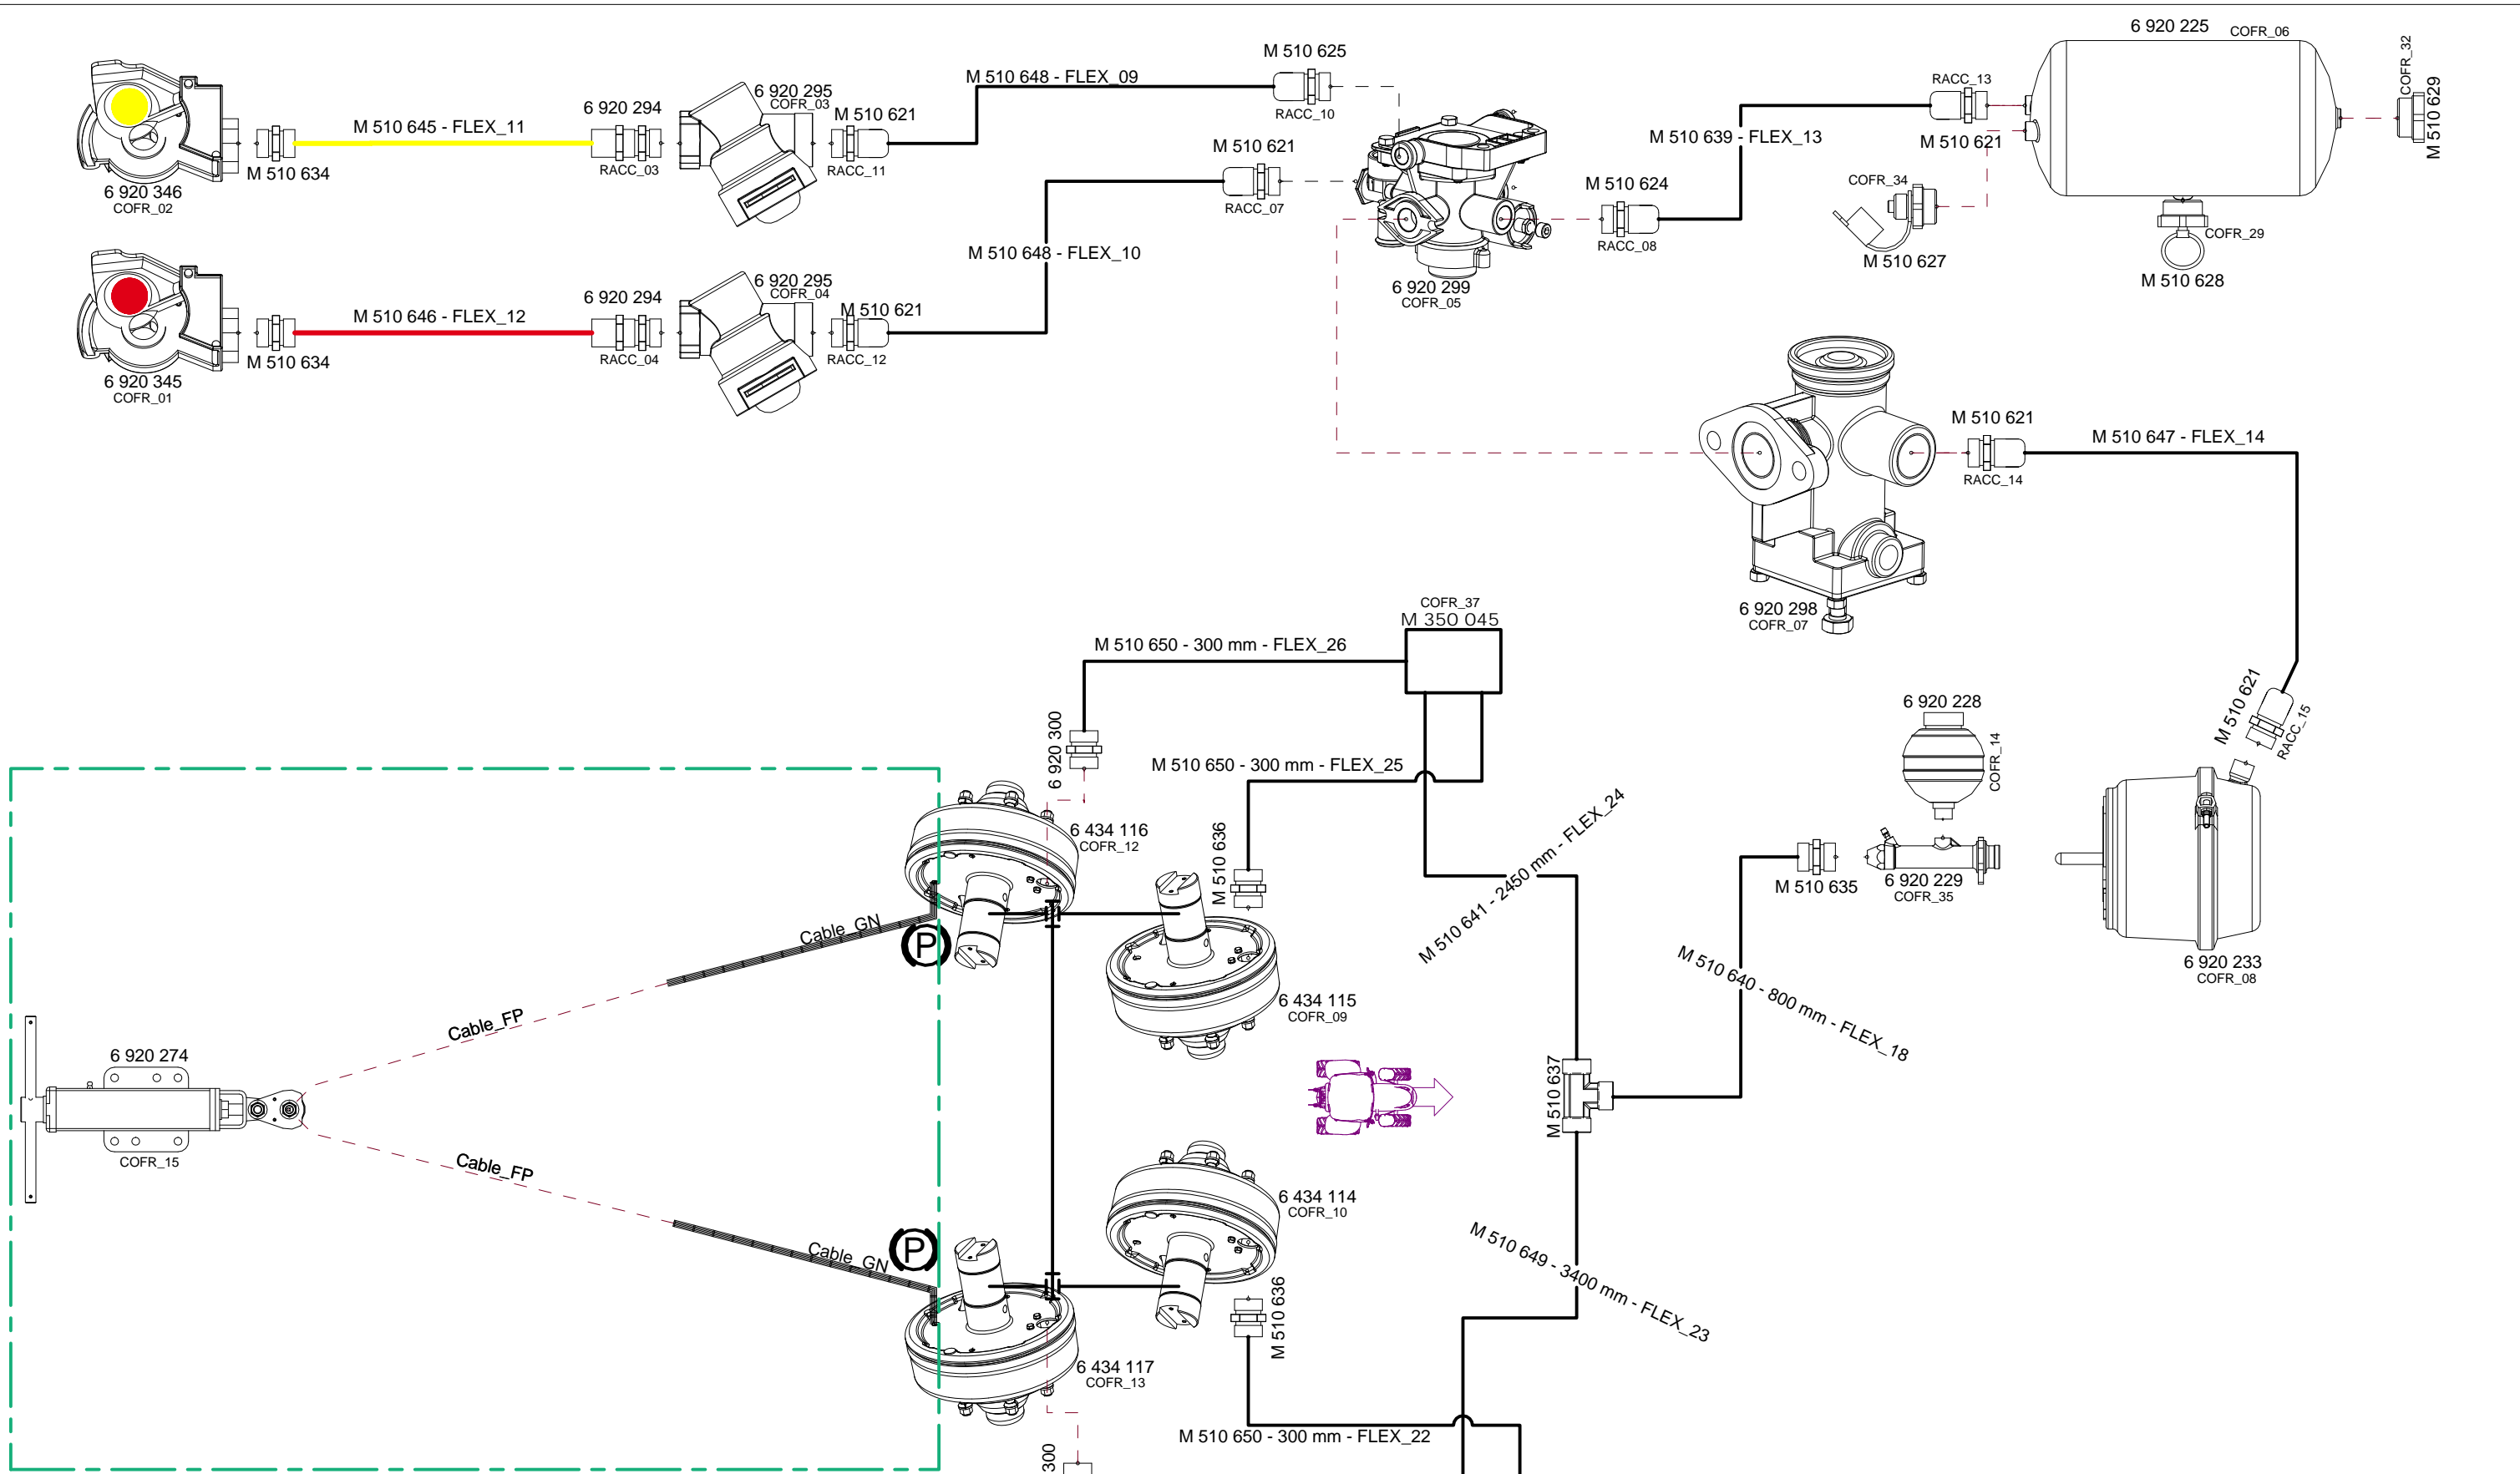 6 920 225 COFR_06
COFR_32
M 510 629
M 510 625
RACC_10
M 510 648 - FLEX_09
6 920 295
COFR_03
M 510 621
RACC_11
6 920 294
RACC_03
M 510 645 - FLEX_11
M 510 634
6 920 346
COFR_02
RACC_13
M 510 621
M 510 639 - FLEX_13
M 510 621
RACC_07
M 510 624
RACC_08
COFR_34
M 510 627
COFR_29
M 510 628
M 510 648 - FLEX_10
6 920 299
COFR_05
6 920 295
COFR_04
M 510 621
RACC_12
6 920 294
RACC_04
M 510 646 - FLEX_12
M 510 634
6 920 345
COFR_01
M 510 621
RACC_14
M 510 647 - FLEX_14
6 920 298
COFR_07
COFR_37
M 350 045
M 510 650 - 300 mm - FLEX_26
6 920 300
M 510 650 - 300 mm - FLEX_25
M 510 621
RACC_15
6 920 228
COFR_14
6 434 116
COFR_12
M 510 636
M 510 641 - 2450 mm - FLEX_24
M 510 635
6 920 229
COFR_35
6 920 233
COFR_08
Cable_GN
P
Cable_FP
6 434 115
COFR_09
M 510 640 - 800 mm - FLEX_18
6 920 274
COFR_15
M 510 637
Cable_FP
6 434 114
COFR_10
Cable_GN
P
M 510 649 - 3400 mm - FLEX_23
M 510 636
6 434 117
COFR_13
M 510 650 - 300 mm - FLEX_22
300